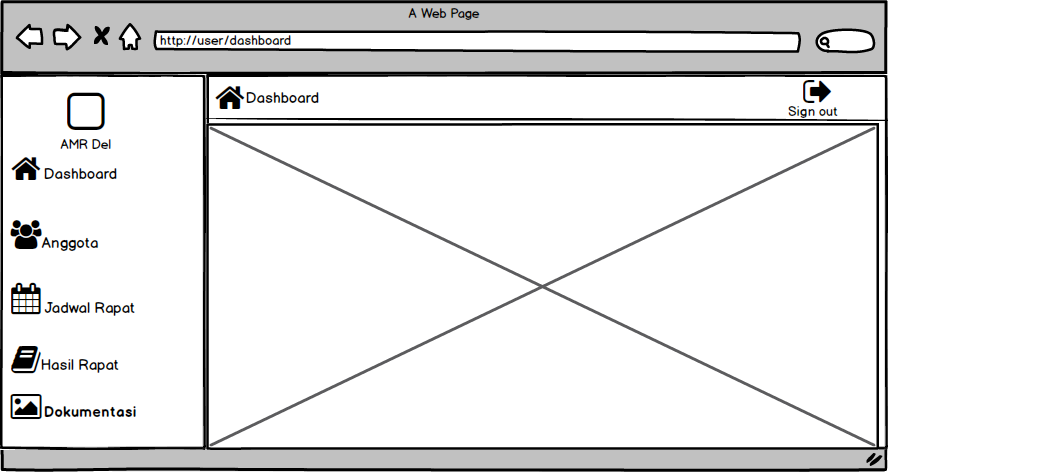 A Web Page
http://user/dashboard
Dashboard
Sign out
AMR Del
Dashboard
Anggota
Jadwal Rapat
Hasil Rapat
Dokumentasi